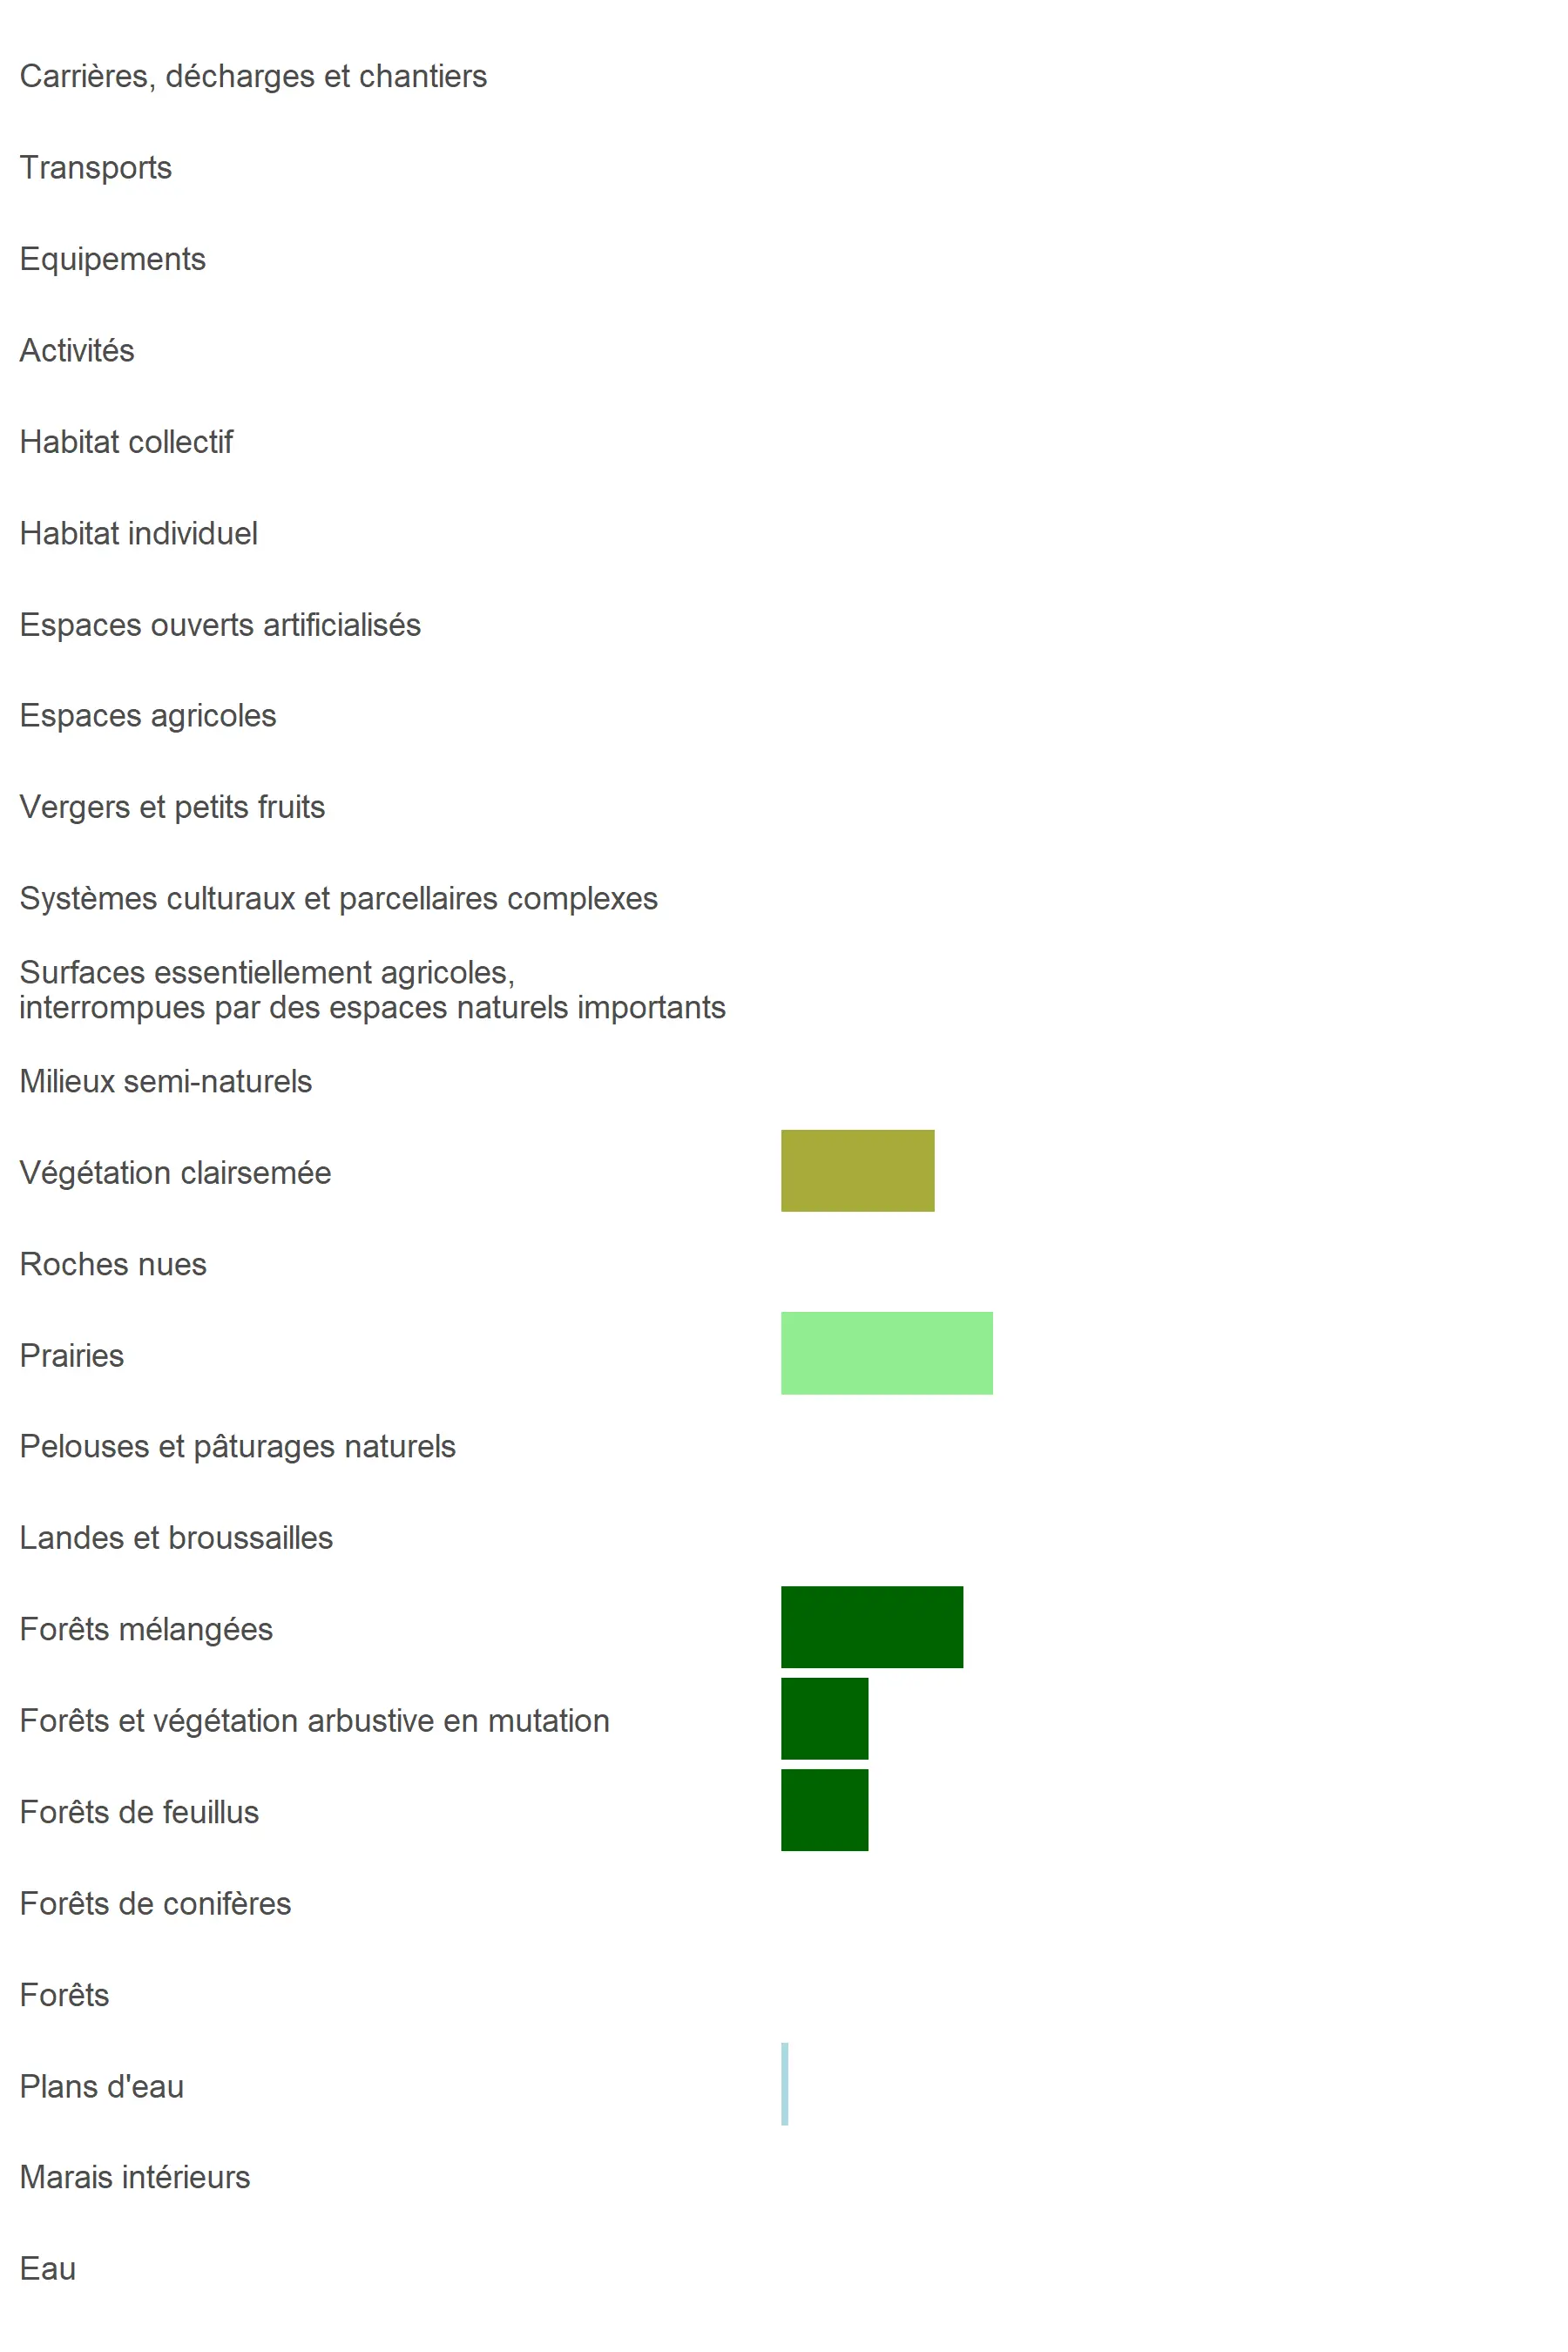 Carrières, décharges et chantiers
Transports
Equipements
Activités
Habitat collectif
Habitat individuel
Espaces ouverts artificialisés
Espaces agricoles
Vergers et petits fruits
Systèmes culturaux et parcellaires complexes
Surfaces essentiellement agricoles,
interrompues par des espaces naturels importants
Milieux semi-naturels
Végétation clairsemée
Roches nues
Prairies
Pelouses et pâturages naturels
Landes et broussailles
Forêts mélangées
Forêts et végétation arbustive en mutation
Forêts de feuillus
Forêts de conifères
Forêts
Plans d'eau
Marais intérieurs
Eau